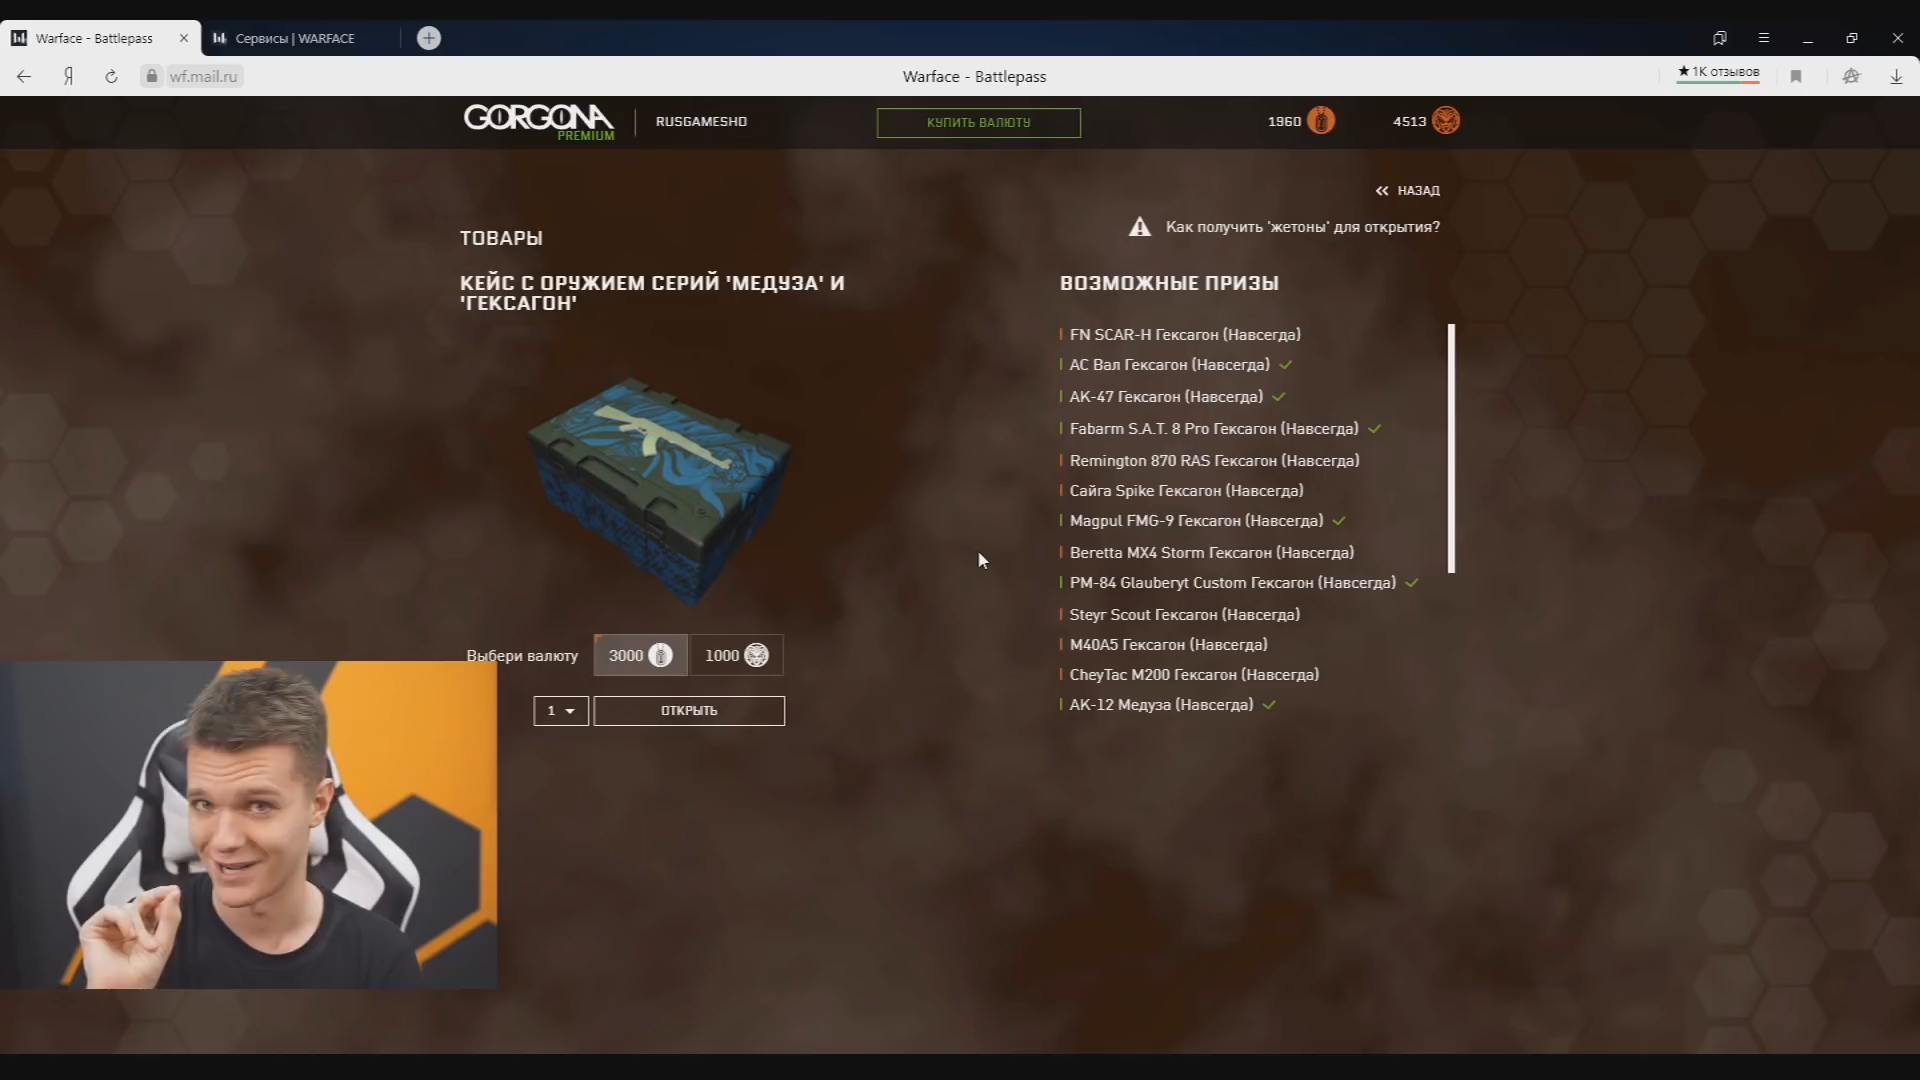 Warface - Battlepass
Сервисы | WARFACE
Я
wf.mail.ru
Warface - Battlepass
★ 1К отзывов
GORGONA
PREMIUM
RUSGAMESHD
КУПИТЬ ВАЛЮТУ
1960
4513
« НАЗАД
Как получить 'жетоны' для открытия?
ТОВАРЫ
КЕЙС С ОРУЖИЕМ СЕРИЙ 'МЕДУЗА' И
'ГЕКСАГОН'
Выбери валюту
3000
1000
1
ОТКРЫТЬ
ВОЗМОЖНЫЕ ПРИЗЫ
FN SCAR-H Гексагон (Навсегда)
АС Вал Гексагон (Навсегда)
АК-47 Гексагон (Навсегда)
Fabarm S.A.T. 8 Pro Гексагон (Навсегда)
Remington 870 RAS Гексагон (Навсегда)
Сайга Spike Гексагон (Навсегда)
Magpul FMG-9 Гексагон (Навсегда)
Beretta MX4 Storm Гексагон (Навсегда)
PM-84 Glauberyt Custom Гексагон (Навсегда)
Steyr Scout Гексагон (Навсегда)
M40A5 Гексагон (Навсегда)
CheyTac M200 Гексагон (Навсегда)
АК-12 Медуза (Навсегда)